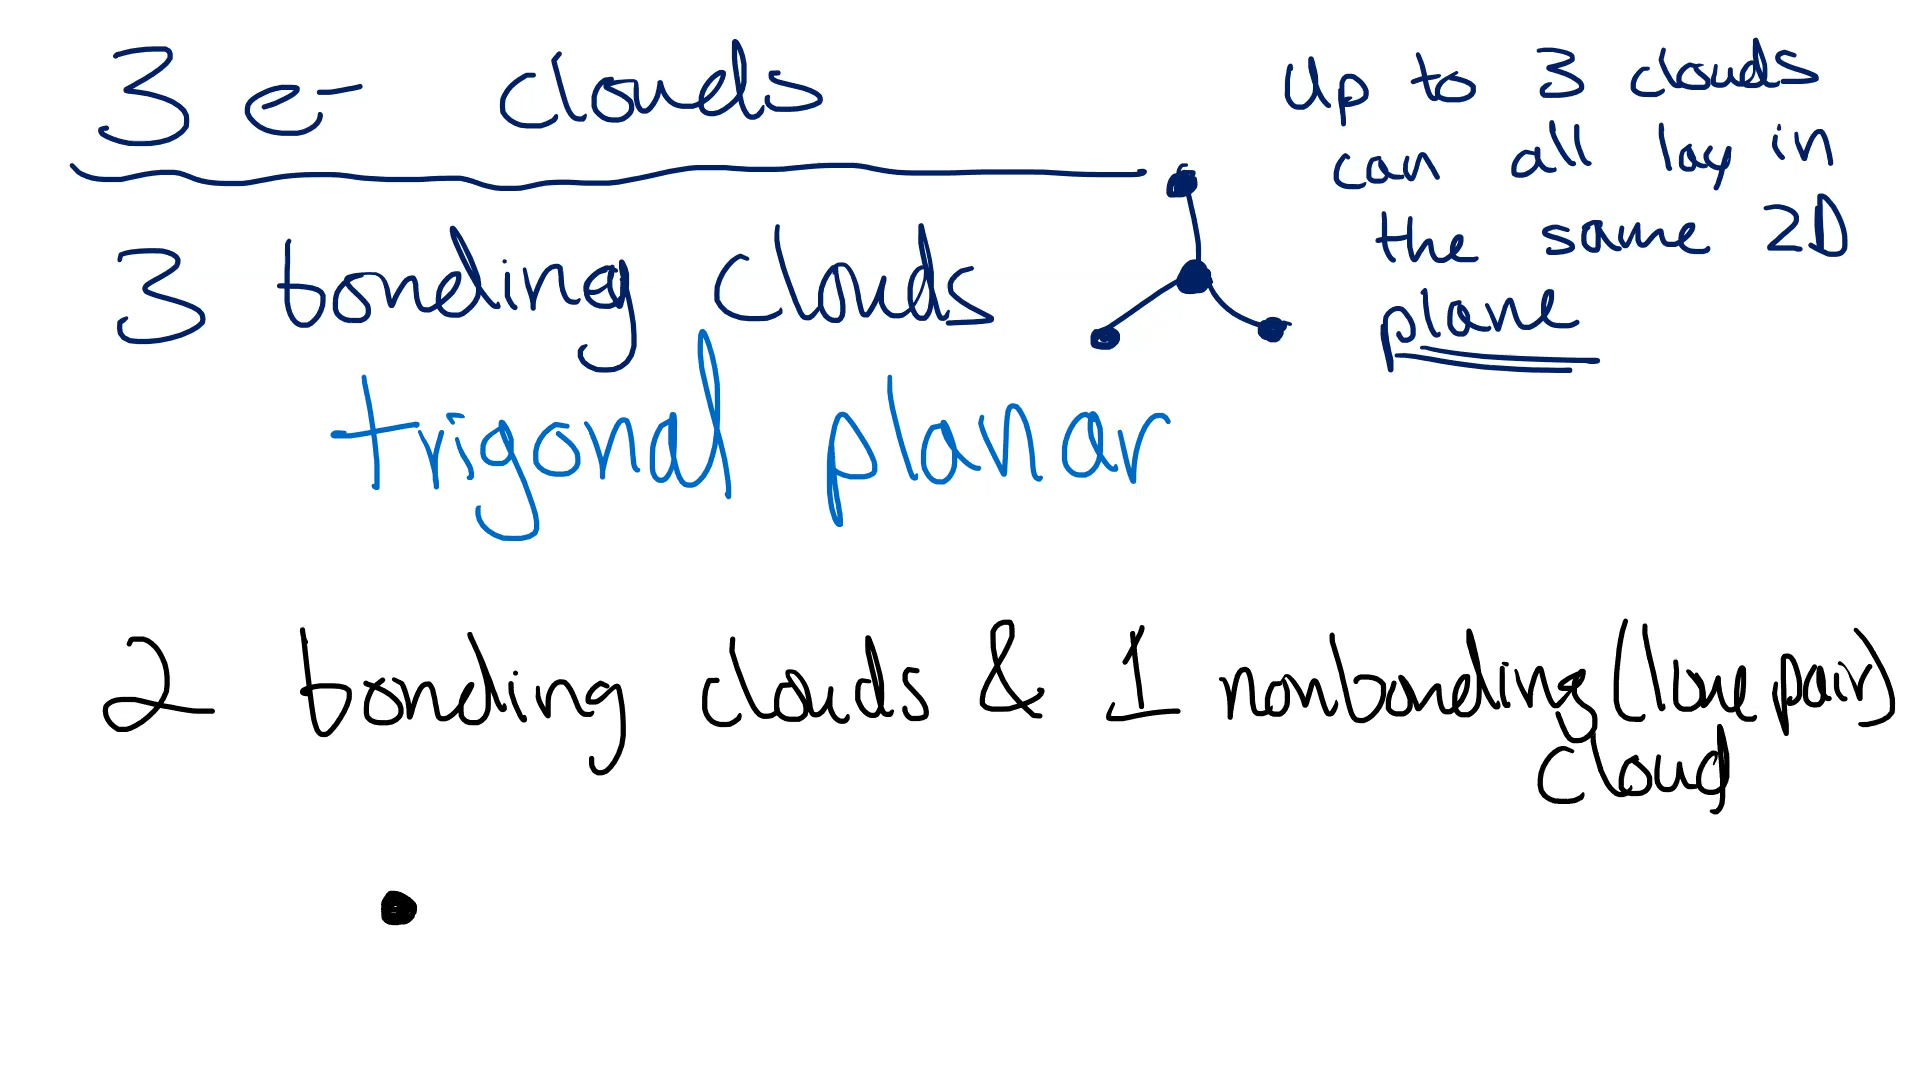 3 e- clouds
Up to 3 clouds
can all lay in
the same 2D
plane
3 bonding clouds
trigonal planar
2 bonding clouds & 1 nonbonding (lone pair)
cloud